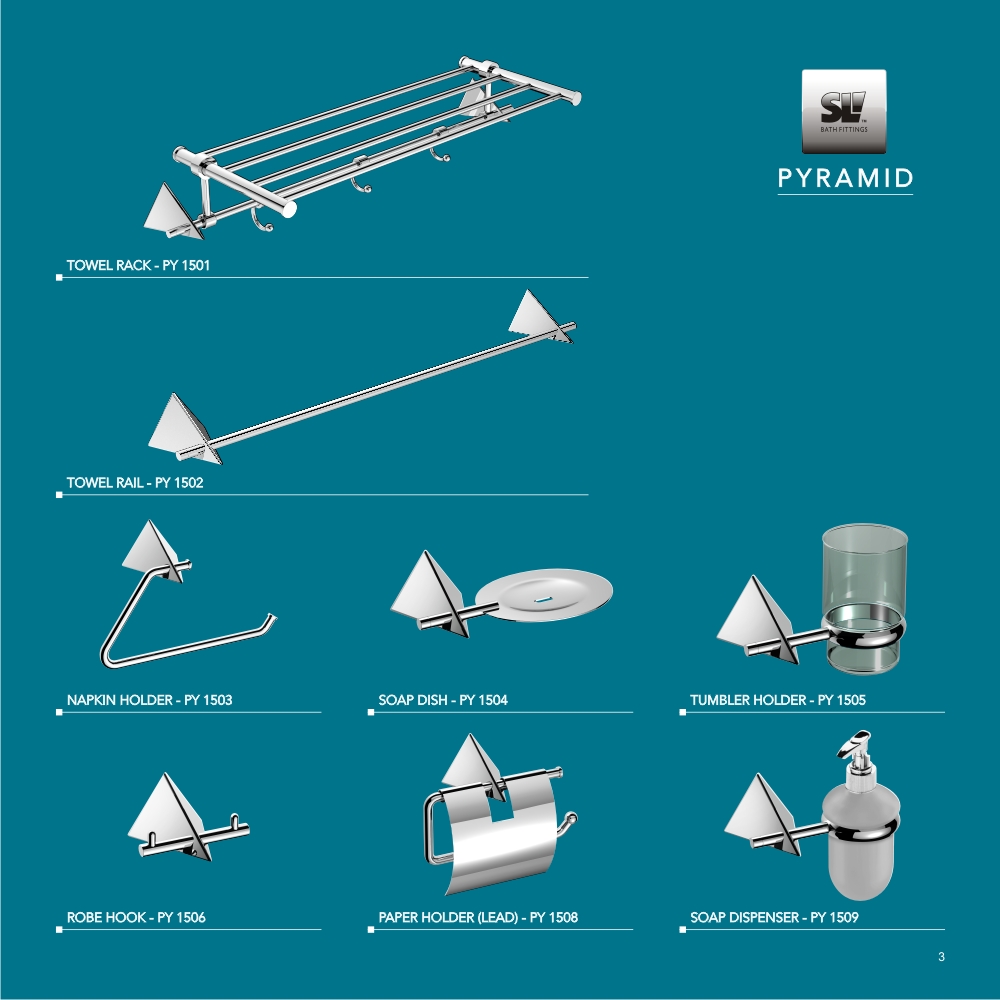 SLI™
BATH FITTINGS
PYRAMID
TOWEL RACK - PY 1501
TOWEL RAIL - PY 1502
NAPKIN HOLDER - PY 1503
SOAP DISH - PY 1504
TUMBLER HOLDER - PY 1505
ROBE HOOK - PY 1506
PAPER HOLDER (LEAD) - PY 1508
SOAP DISPENSER - PY 1509
3